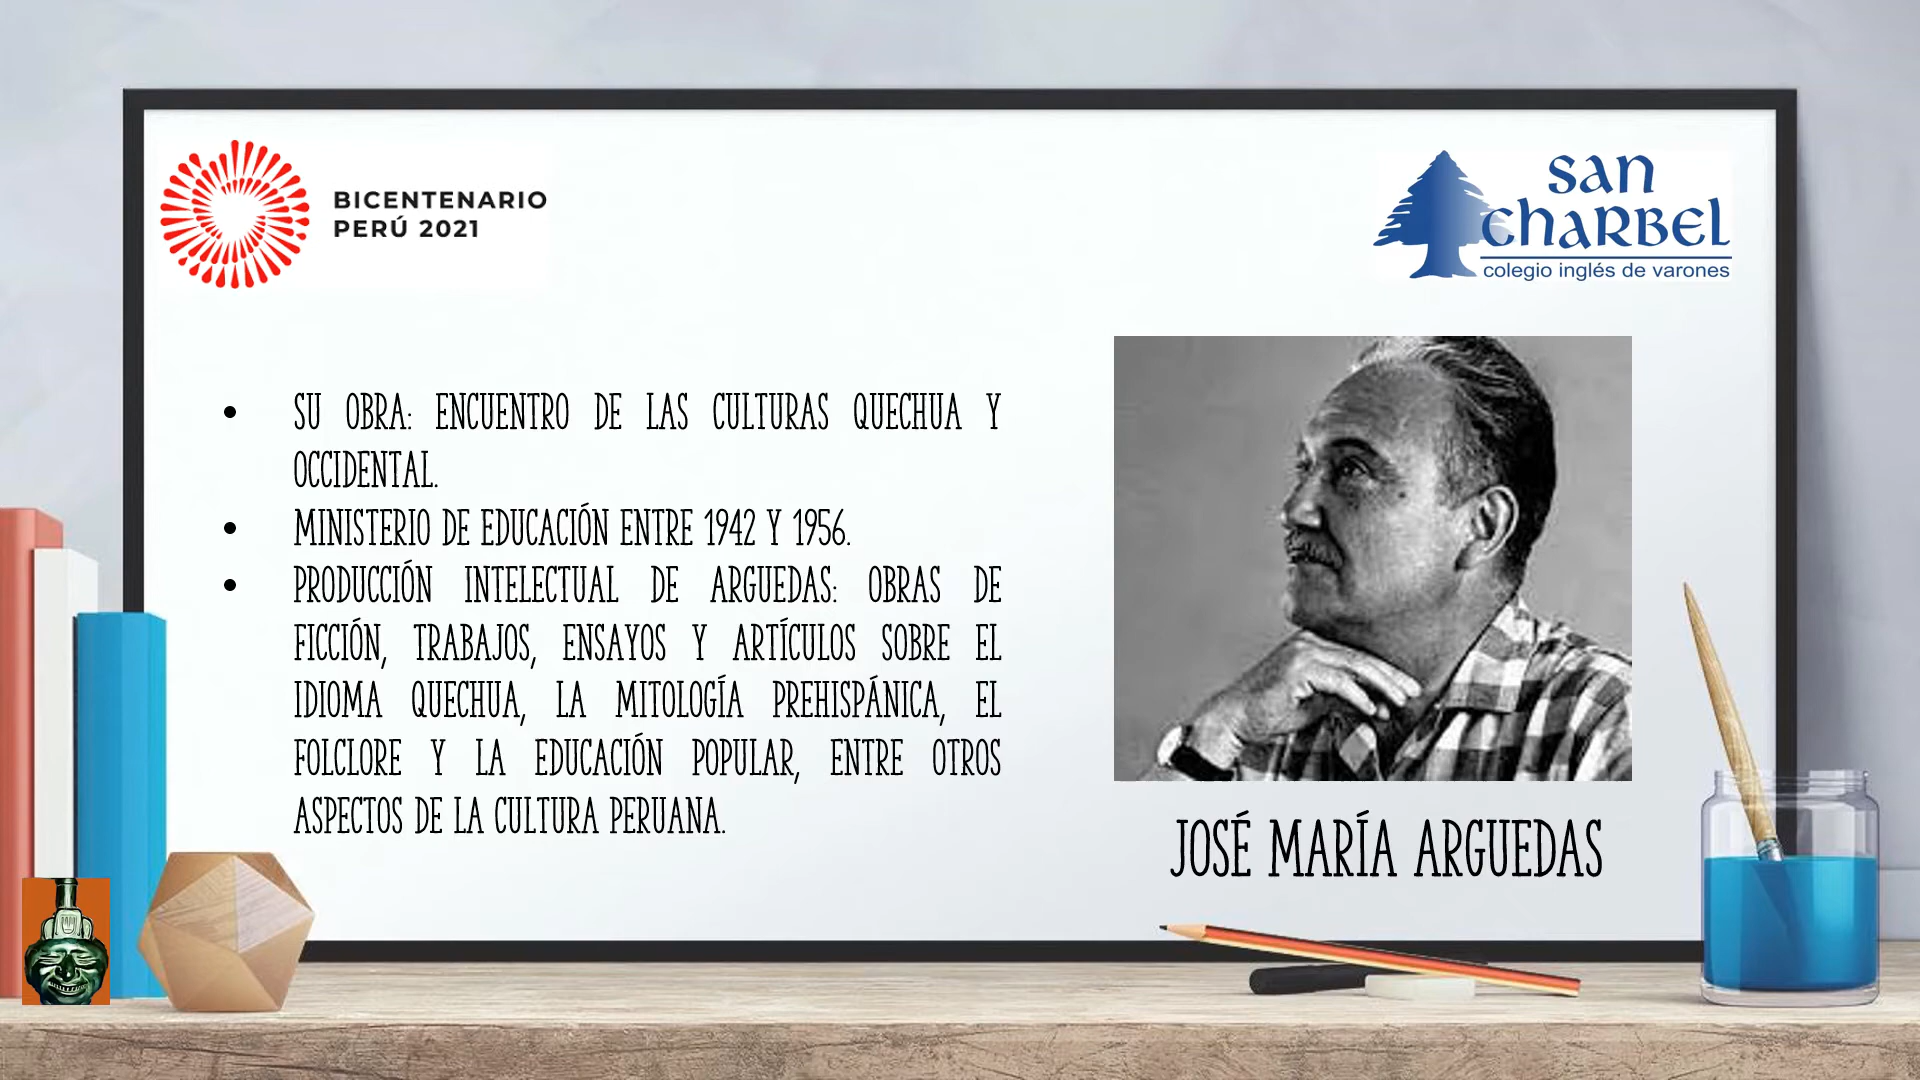 BICENTENARIO
PERÚ 2021
SAN
CHARBEL
colegio inglés de varones
• SU OBRA: ENCUENTRO DE LAS CULTURAS QUECHUA Y
OCCIDENTAL.
• MINISTERIO DE EDUCACIÓN ENTRE 1942 Y 1956.
• PRODUCCIÓN INTELECTUAL DE ARGUEDAS: OBRAS DE
FICCIÓN, TRABAJOS, ENSAYOS Y ARTÍCULOS SOBRE EL
IDIOMA QUECHUA, LA MITOLOGÍA PREHISPÁNICA, EL
FOLCLORE Y LA EDUCACIÓN POPULAR, ENTRE OTROS
ASPECTOS DE LA CULTURA PERUANA.
JOSÉ MARÍA ARGUEDAS